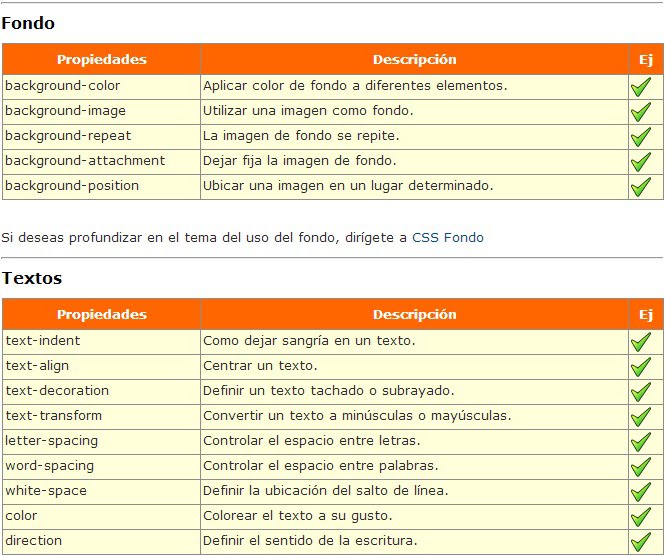 Fondo
Propiedades Descripción Ej
background-color Aplicar color de fondo a diferentes elementos.
background-image Utilizar una imagen como fondo.
background-repeat La imagen de fondo se repite.
background-attachment Dejar fija la imagen de fondo.
background-position Ubicar una imagen en un lugar determinado.
Si deseas profundizar en el tema del uso del fondo, dirígete a CSS Fondo
Textos
Propiedades Descripción Ej
text-indent Como dejar sangría en un texto.
text-align Centrar un texto.
text-decoration Definir un texto tachado o subrayado.
text-transform Convertir un texto a minúsculas o mayúsculas.
letter-spacing Controlar el espacio entre letras.
word-spacing Controlar el espacio entre palabras.
white-space Definir la ubicación del salto de línea.
color Colorear el texto a su gusto.
direction Definir el sentido de la escritura.